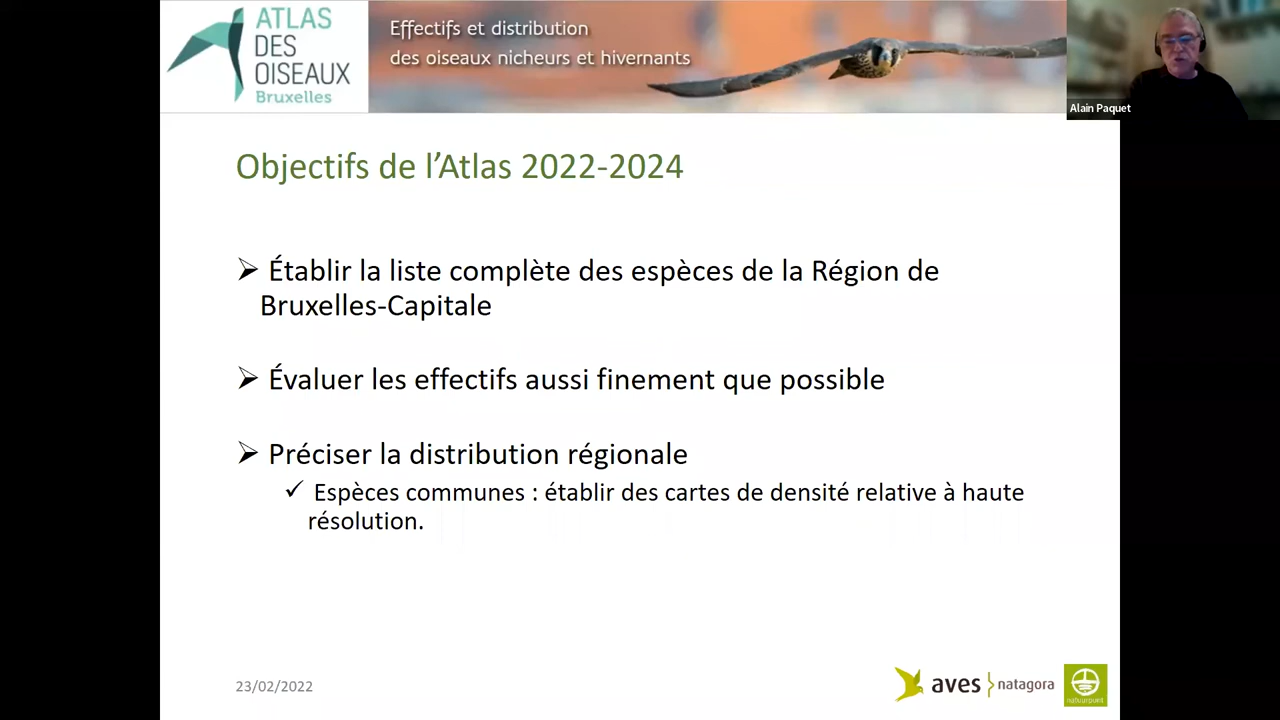 ATLAS
DES
OISEAUX
Bruxelles
Effectifs et distribution
des oiseaux nicheurs et hivernants
Alain Paquet
Objectifs de l'Atlas 2022-2024
➢ Établir la liste complète des espèces de la Région de
Bruxelles-Capitale
➢ Évaluer les effectifs aussi finement que possible
➢ Préciser la distribution régionale
✓ Espèces communes : établir des cartes de densité relative à haute
résolution.
23/02/2022
aves natagora
natuurpunt